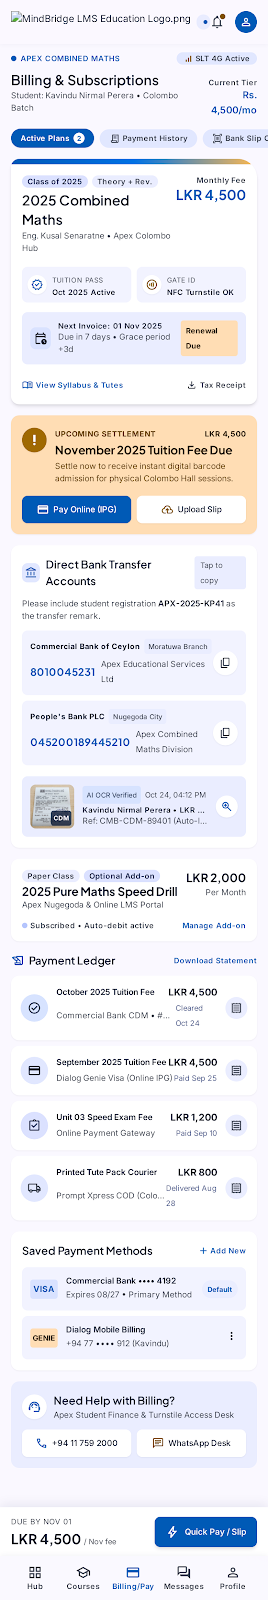 MindBridge LMS Education Logo.png
APEX COMBINED MATHS
SLT 4G Active
Billing & Subscriptions
Student: Kavindu Nirmal Perera • Colombo
Batch
Current Tier
Rs.
4,500/mo
Active Plans 2
Payment History
Bank Slip C
Class of 2025
Theory + Rev.
Monthly Fee
LKR 4,500
2025 Combined
Maths
Eng. Kusal Senaratne • Apex Colombo
Hub
TUITION PASS
Oct 2025 Active
GATE ID
NFC Turnstile OK
Next Invoice: 01 Nov 2025
Due in 7 days • Grace period
+3d
Renewal
Due
View Syllabus & Tutes
Tax Receipt
UPCOMING SETTLEMENT
LKR 4,500
November 2025 Tuition Fee Due
Settle now to receive instant digital barcode
admission for physical Colombo Hall sessions.
Pay Online (IPG)
Upload Slip
Direct Bank Transfer
Accounts
Tap to
copy
Please include student registration APX-2025-KP41 as
the transfer remark.
Commercial Bank of Ceylon
Moratuwa Branch
8010045231
Apex Educational Services
Ltd
People's Bank PLC
Nugegoda City
045200189445210
Apex Combined
Maths Division
CDM
AI OCR Verified
Oct 24, 04:12 PM
Kavindu Nirmal Perera • LKR ...
Ref: CMB-CDM-89401 (Auto-I...
Paper Class
Optional Add-on
LKR 2,000
Per Month
2025 Pure Maths Speed Drill
Apex Nugegoda & Online LMS Portal
Subscribed • Auto-debit active
Manage Add-on
Payment Ledger
Download Statement
October 2025 Tuition Fee
LKR 4,500
Commercial Bank CDM • #...
Cleared
Oct 24
September 2025 Tuition Fee
LKR 4,500
Dialog Genie Visa (Online IPG)
Paid Sep 25
Unit 03 Speed Exam Fee
LKR 1,200
Online Payment Gateway
Paid Sep 10
Printed Tute Pack Courier
LKR 800
Prompt Xpress COD (Colo...
Delivered Aug
28
Saved Payment Methods
+ Add New
VISA
Commercial Bank •••• 4192
Expires 08/27 • Primary Method
Default
GENIE
Dialog Mobile Billing
+94 77 •••• 912 (Kavindu)
Need Help with Billing?
Apex Student Finance & Turnstile Access Desk
+94 11 759 2000
WhatsApp Desk
DUE BY NOV 01
LKR 4,500 / Nov fee
Quick Pay / Slip
Hub
Courses
Billing/Pay
Messages
Profile